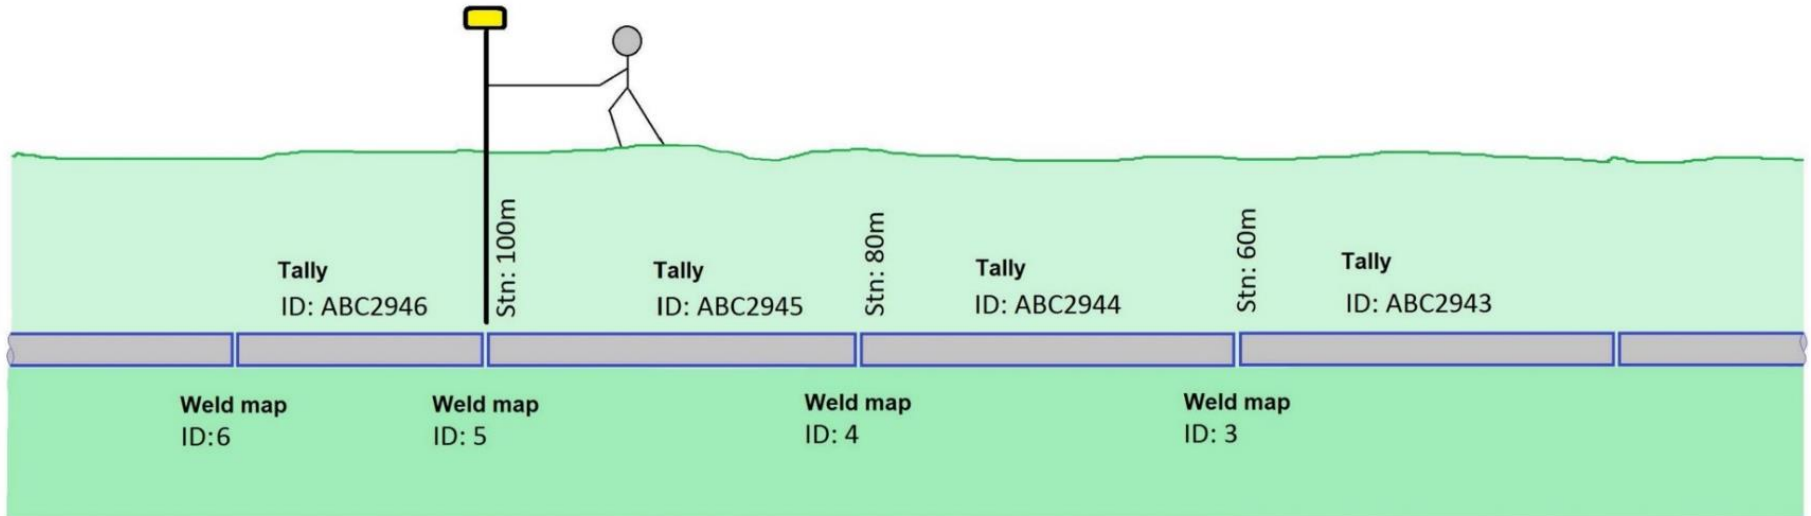 Stn: 100m
Stn: 80m
Stn: 60m
Tally
ID: ABC2946
Tally
ID: ABC2945
Tally
ID: ABC2944
Tally
ID: ABC2943
Weld map
ID:6
Weld map
ID: 5
Weld map
ID: 4
Weld map
ID: 3